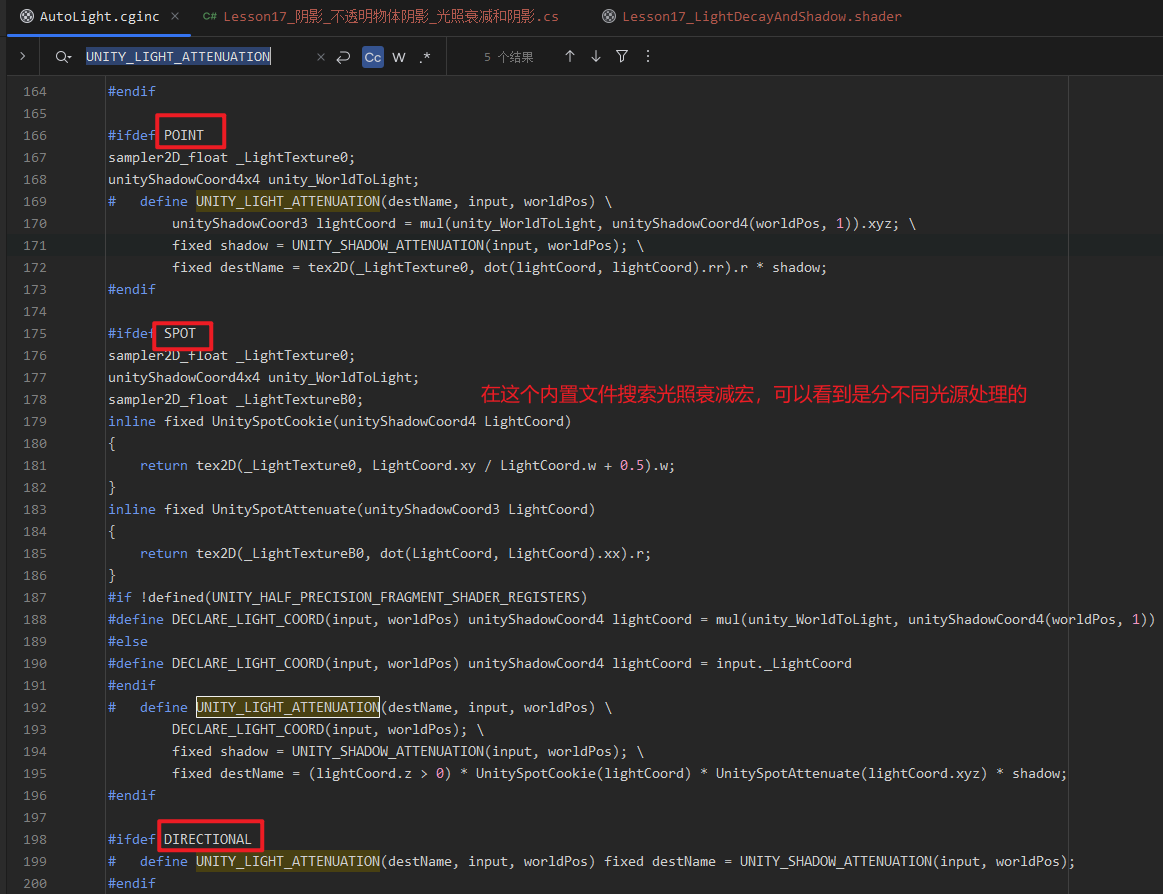 AutoLight.cginc × C# Lesson17_阴影_不透明物体阴影_光照衰减和阴影.cs Lesson17_LightDecayAndShadow.shader
UNITY_LIGHT_ATTENUATION × Cc W .* 5 个结果
164 #endif
165
166 #ifdef POINT
167 sampler2D_float _LightTexture0;
168 unityShadowCoord4x4 unity_WorldToLight;
169 #   define UNITY_LIGHT_ATTENUATION(destName, input, worldPos) \
170         unityShadowCoord3 lightCoord = mul(unity_WorldToLight, unityShadowCoord4(worldPos, 1)).xyz; \
171         fixed shadow = UNITY_SHADOW_ATTENUATION(input, worldPos); \
172         fixed destName = tex2D(_LightTexture0, dot(lightCoord, lightCoord).rr).r * shadow;
173 #endif
174
175 #ifdef SPOT
176 sampler2D_float _LightTexture0;
177 unityShadowCoord4x4 unity_WorldToLight;
在这个内置文件搜索光照衰减宏，可以看到是分不同光源处理的
178 sampler2D_float _LightTextureB0;
179 inline fixed UnitySpotCookie(unityShadowCoord4 LightCoord)
180 {
181     return tex2D(_LightTexture0, LightCoord.xy / LightCoord.w + 0.5).w;
182 }
183 inline fixed UnitySpotAttenuate(unityShadowCoord3 LightCoord)
184 {
185     return tex2D(_LightTextureB0, dot(LightCoord, LightCoord).xx).r;
186 }
187 #if !defined(UNITY_HALF_PRECISION_FRAGMENT_SHADER_REGISTERS)
188 #define DECLARE_LIGHT_COORD(input, worldPos) unityShadowCoord4 lightCoord = mul(unity_WorldToLight, unityShadowCoord4(worldPos, 1))
189 #else
190 #define DECLARE_LIGHT_COORD(input, worldPos) unityShadowCoord4 lightCoord = input._LightCoord
191 #endif
192 #   define UNITY_LIGHT_ATTENUATION(destName, input, worldPos) \
193         DECLARE_LIGHT_COORD(input, worldPos); \
194         fixed shadow = UNITY_SHADOW_ATTENUATION(input, worldPos); \
195         fixed destName = (lightCoord.z > 0) * UnitySpotCookie(lightCoord) * UnitySpotAttenuate(lightCoord.xyz) * shadow;
196 #endif
197
198 #ifdef DIRECTIONAL
199 #   define UNITY_LIGHT_ATTENUATION(destName, input, worldPos) fixed destName = UNITY_SHADOW_ATTENUATION(input, worldPos);
200 #endif